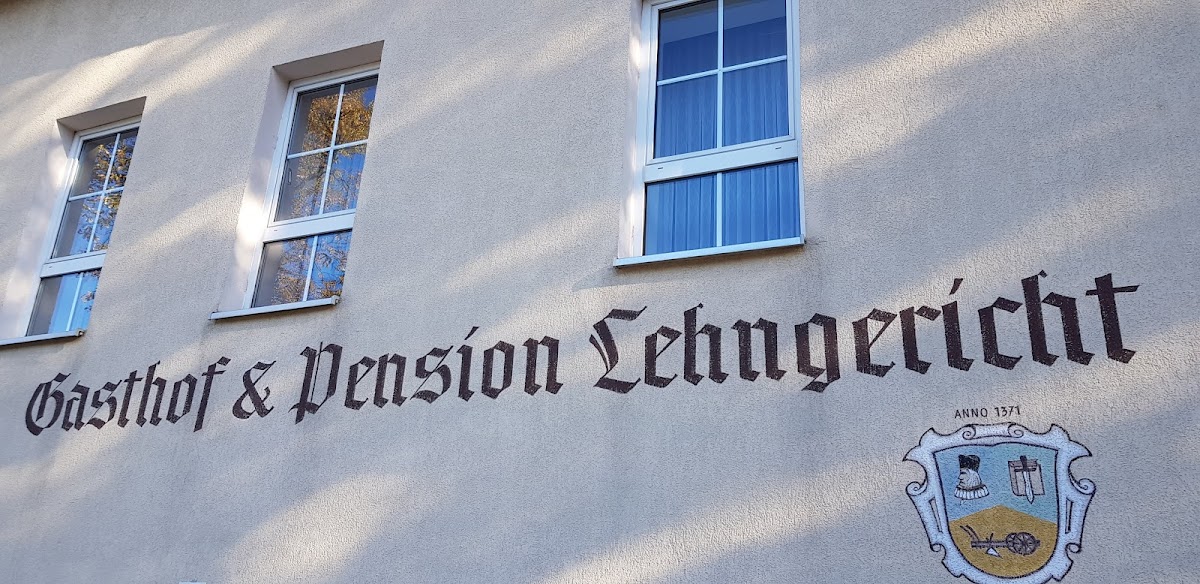 Gasthof & Pension Lehngericht
ANNO 1371